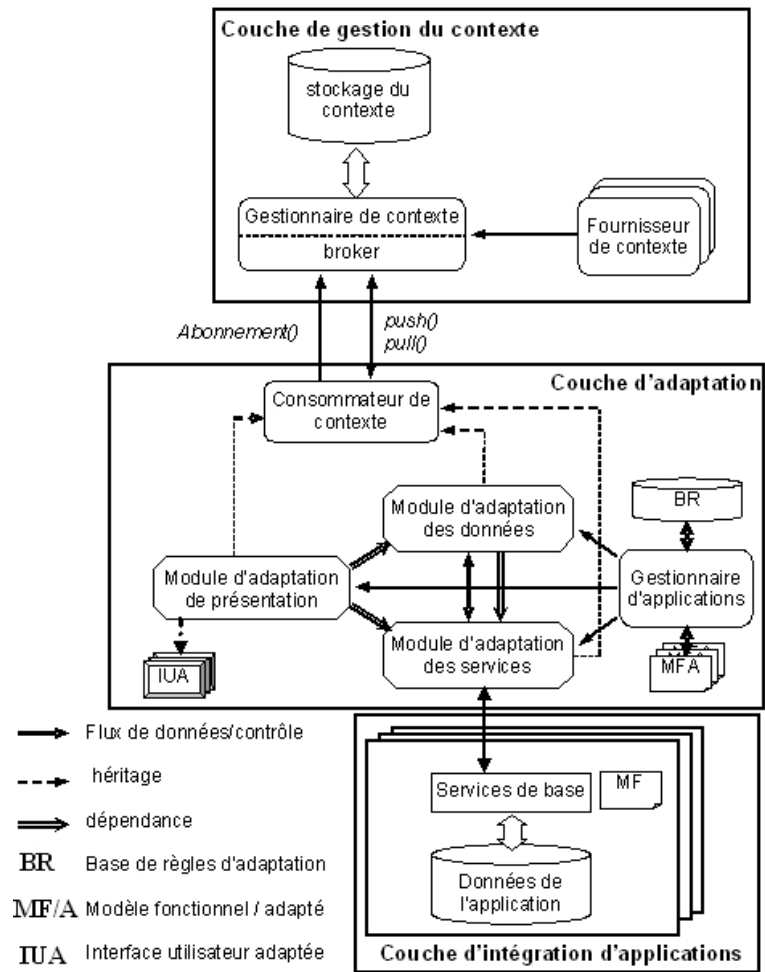 Couche de gestion du contexte
stockage du
contexte
Gestionnaire de contexte
broker
Fournisseur
de contexte
Abonnement()
push()
pull()
Couche d'adaptation
Consommateur de
contexte
Module d'adaptation
des données
BR
Module d'adaptation
de présentation
Gestionnaire
d'applications
Module d'adaptation
des services
IUA
MFA
Flux de données/contrôle
héritage
dépendance
BR Base de règles d'adaptation
MF/A Modèle fonctionnel / adapté
IUA Interface utilisateur adaptée
Services de base
MF
Données de
l'application
Couche d'intégration d'applications